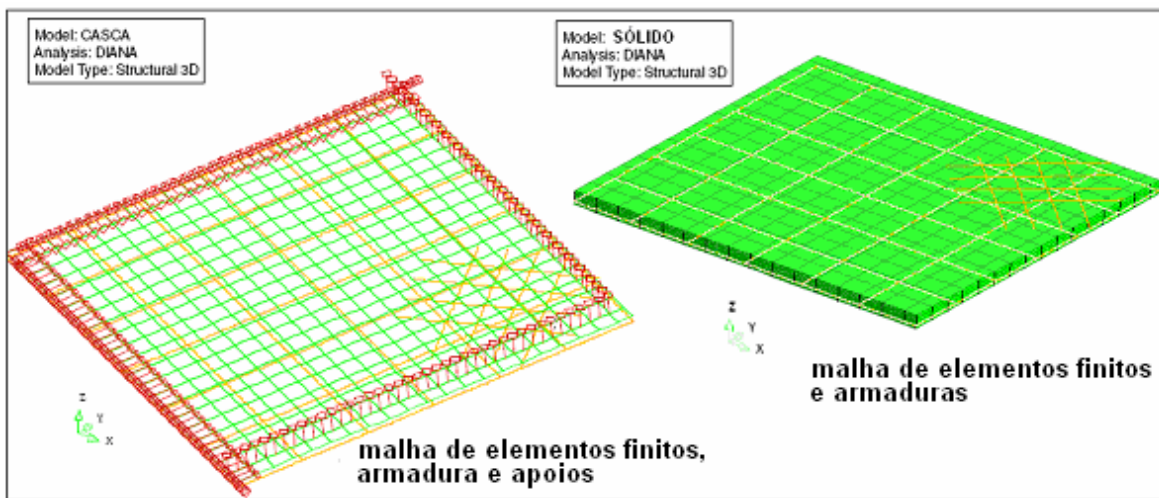 Model: CASCA
Analysis: DIANA
Model Type: Structural 3D
Model: SÓLIDO
Analysis: DIANA
Model Type: Structural 3D
Z
Y
X
malha de elementos finitos,
armadura e apoios
Z
Y
X
malha de elementos finitos
e armaduras